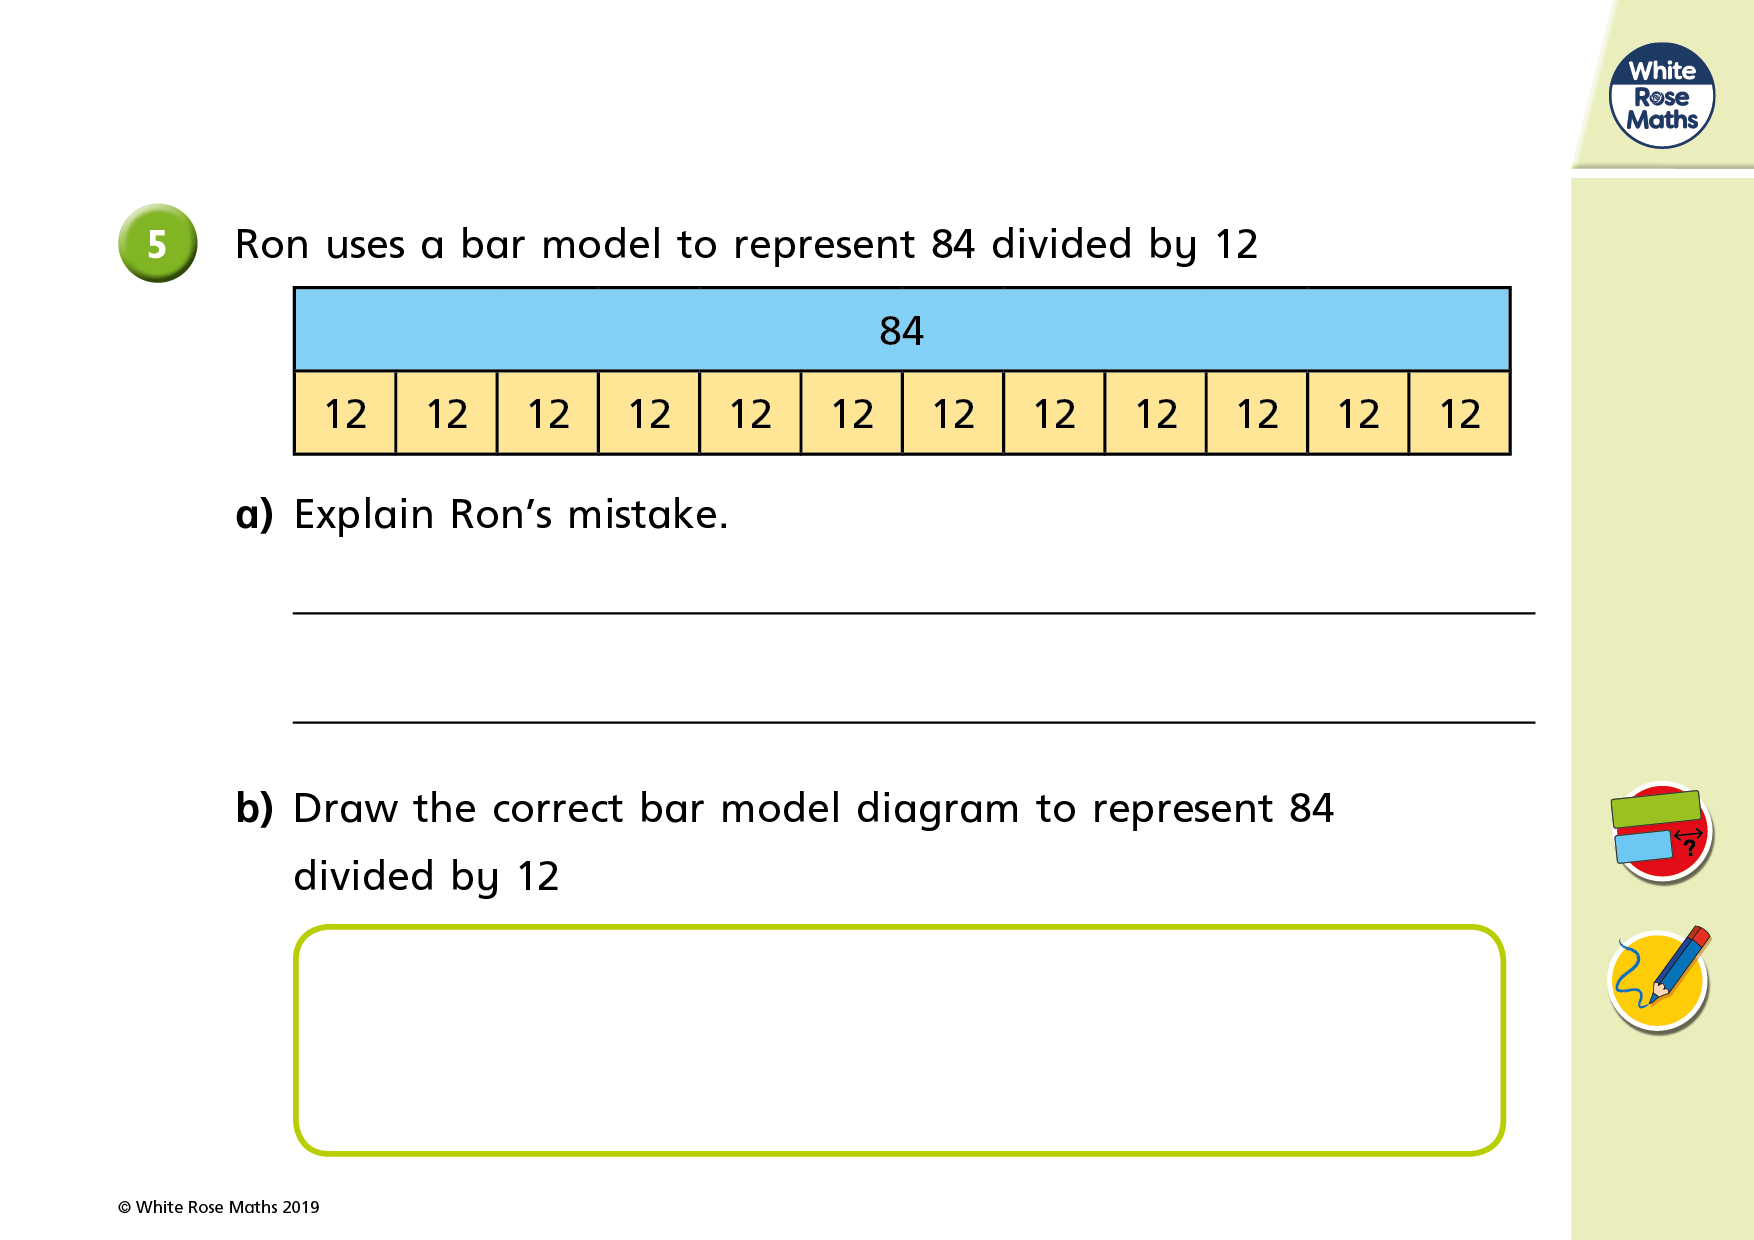 White
Rose
Maths
5 Ron uses a bar model to represent 84 divided by 12
84
12 12 12 12 12 12 12 12 12 12 12 12
a) Explain Ron’s mistake.
b) Draw the correct bar model diagram to represent 84
divided by 12
?
© White Rose Maths 2019